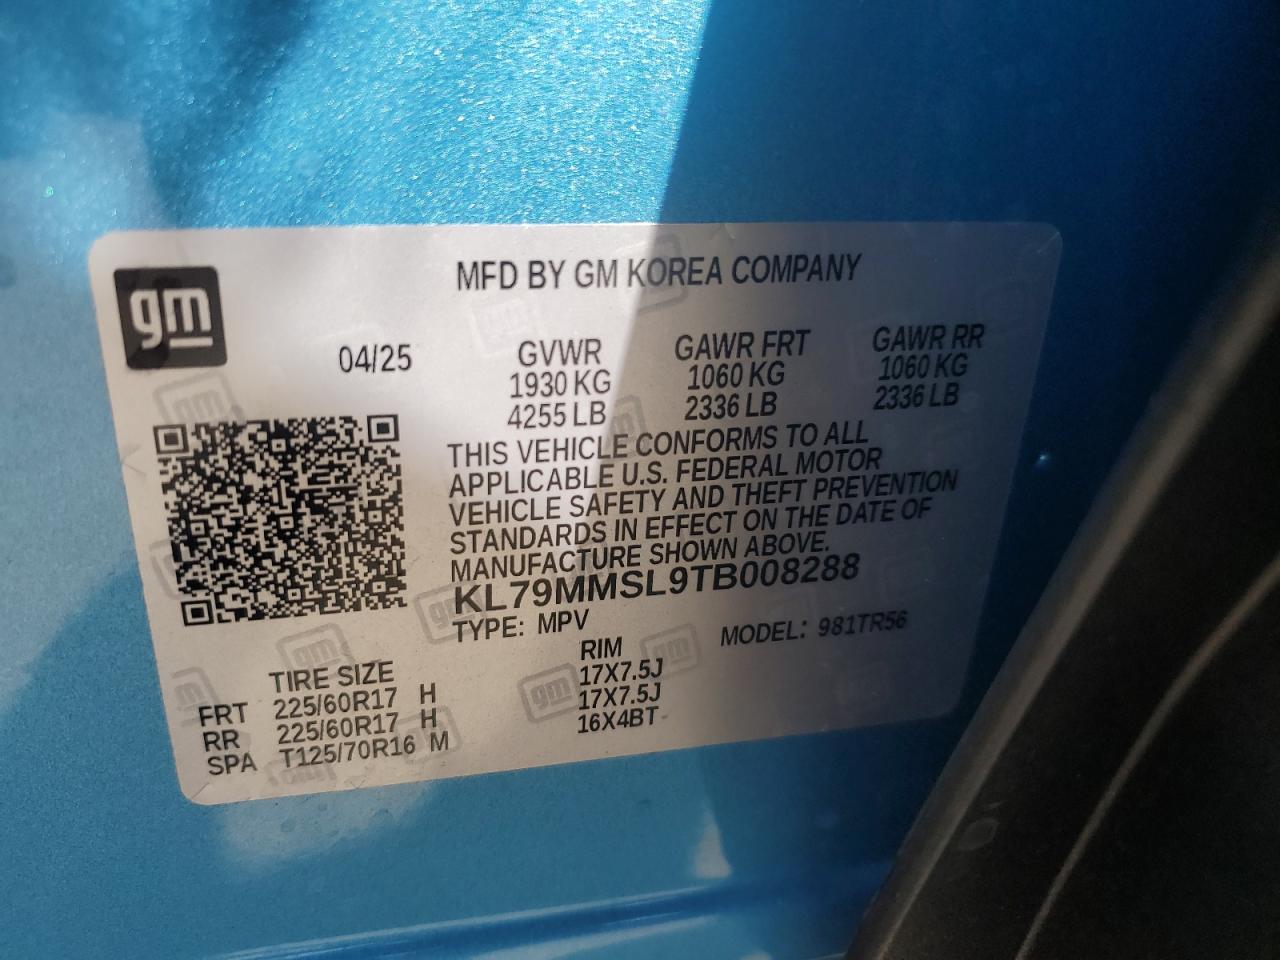 gm
MFD BY GM KOREA COMPANY
04/25
GVWR GAWR FRT GAWR RR
1930 KG 1060 KG 1060 KG
4255 LB 2336 LB 2336 LB
THIS VEHICLE CONFORMS TO ALL
APPLICABLE U.S. FEDERAL MOTOR
VEHICLE SAFETY AND THEFT PREVENTION
STANDARDS IN EFFECT ON THE DATE OF
MANUFACTURE SHOWN ABOVE.
KL79MMSL9TB008288
TYPE: MPV MODEL: 981TR56
TIRE SIZE RIM
FRT 225/60R17 H 17X7.5J
RR 225/60R17 H 17X7.5J
SPA T125/70R16 M 16X4BT